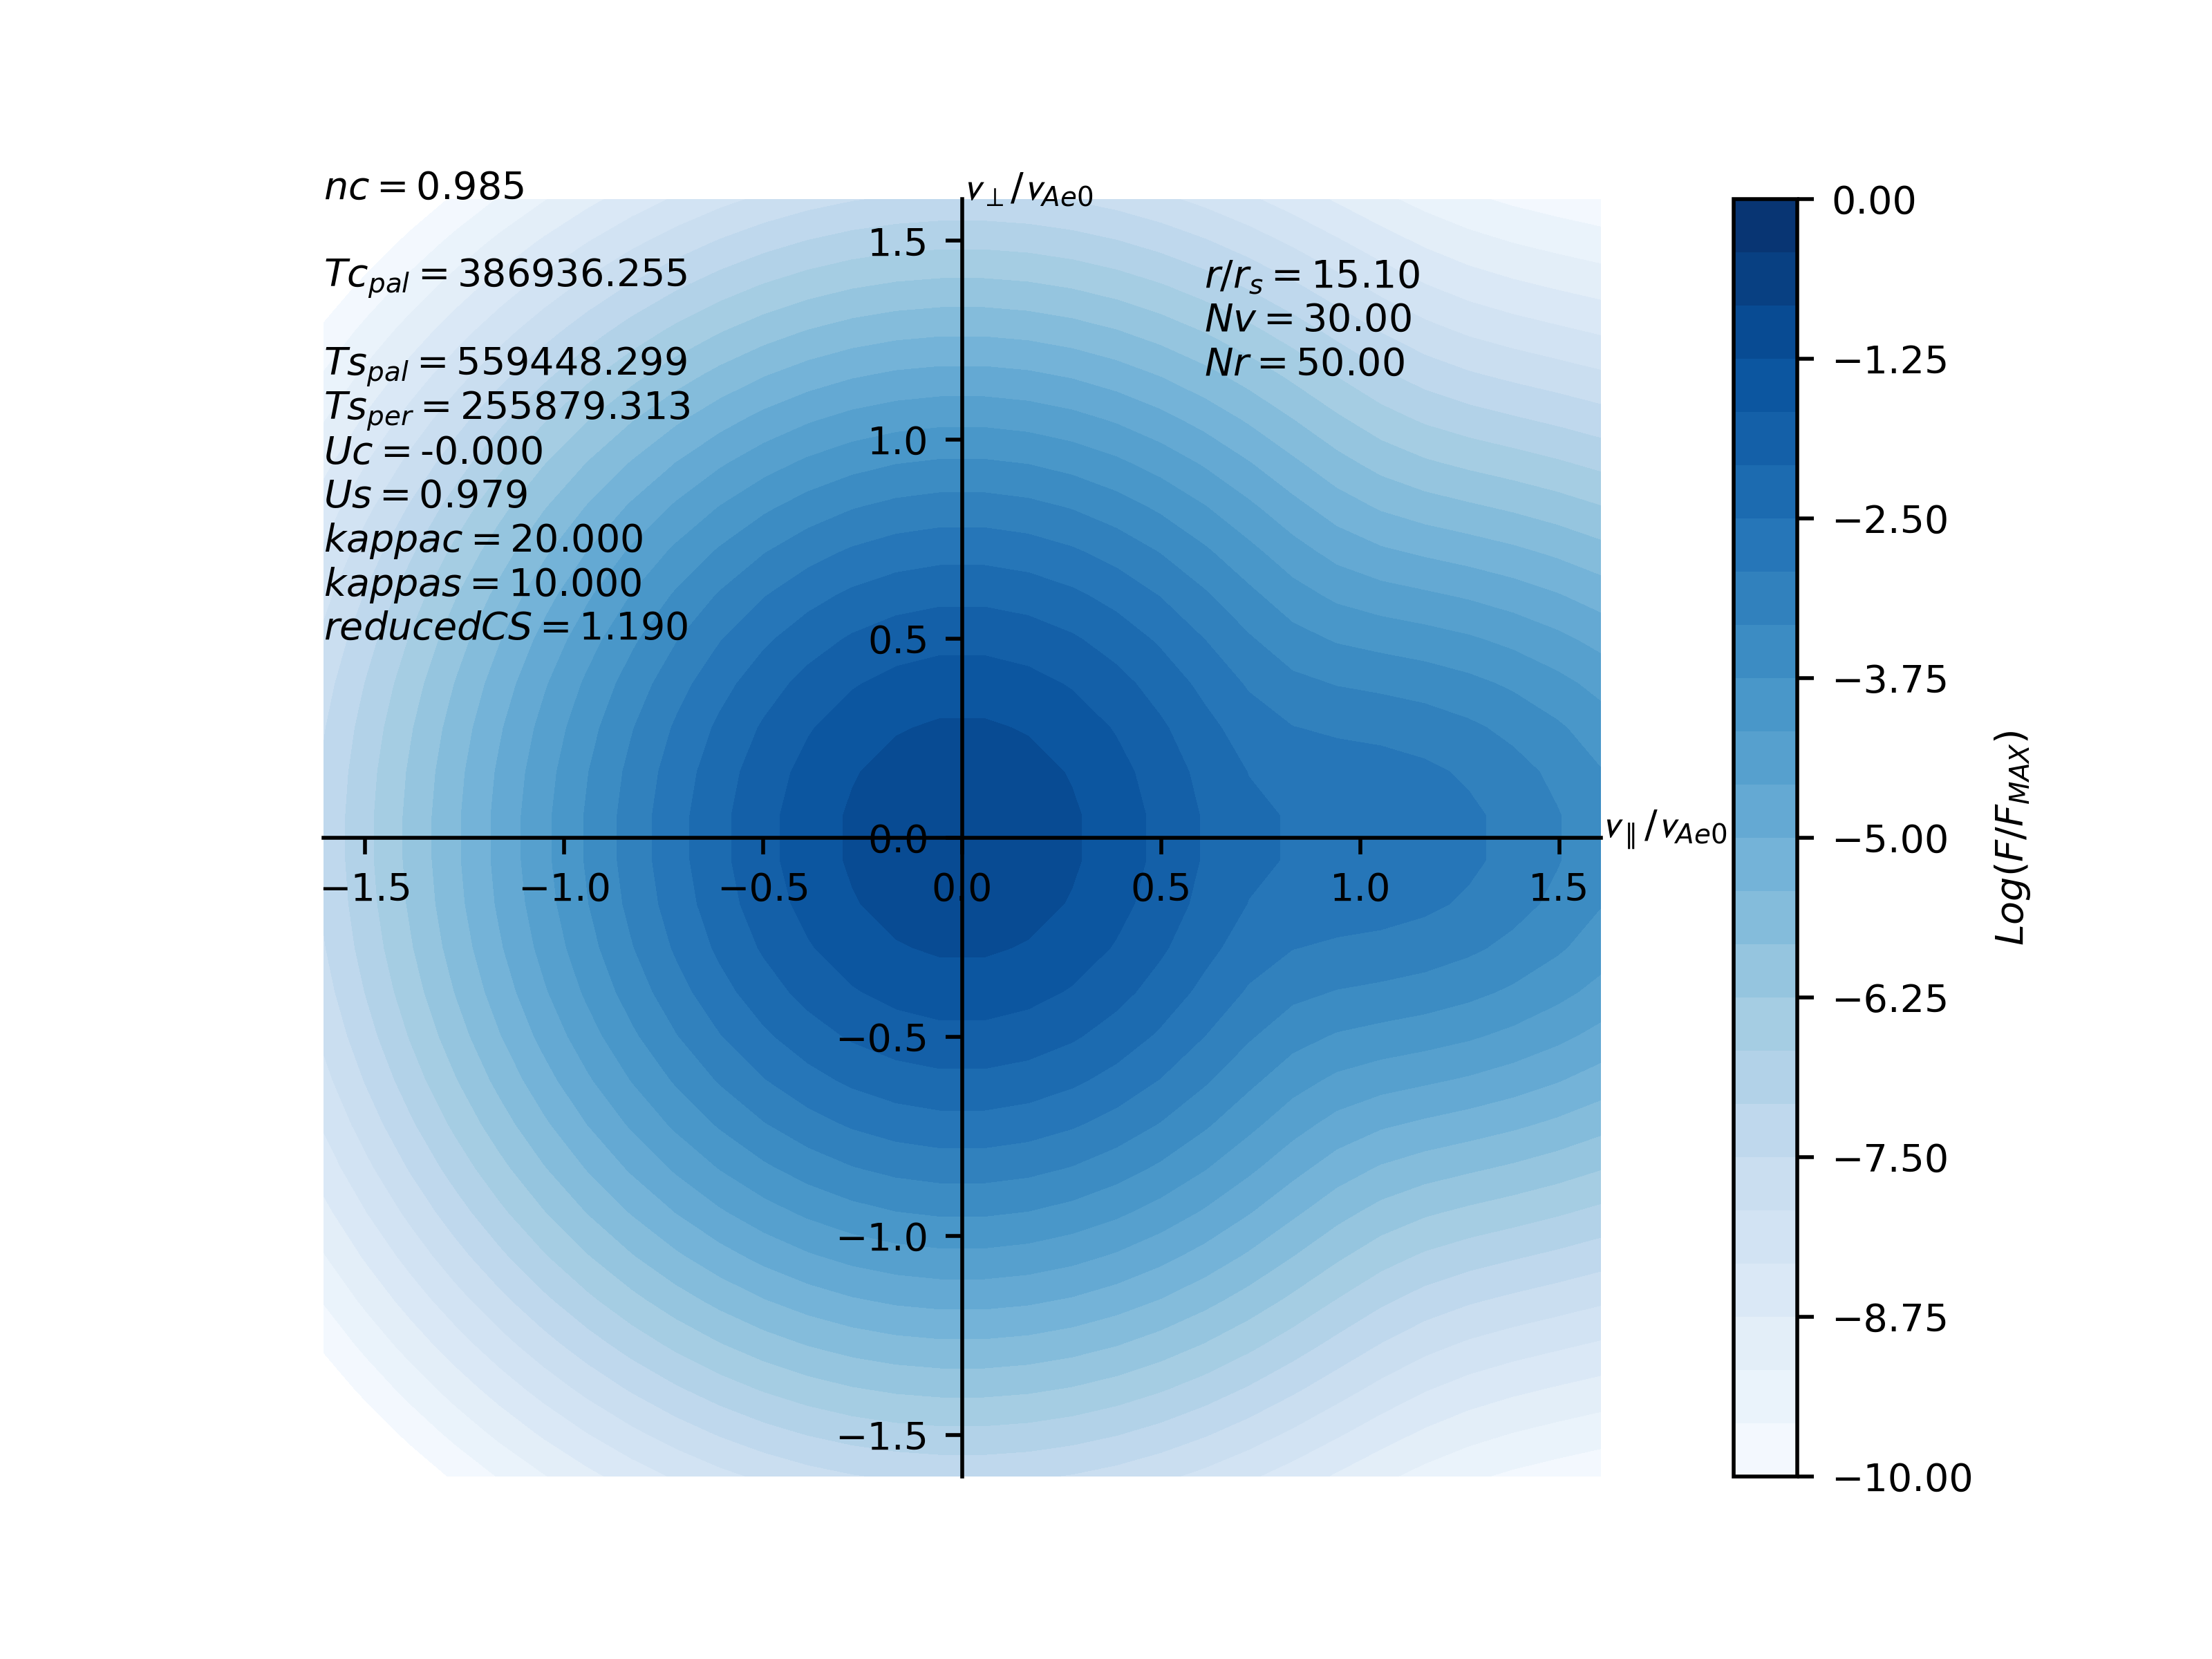 nc = 0.985
Tc_pal = 386936.255
Ts_pal = 559448.299
Ts_per = 255879.313
Uc = -0.000
Us = 0.979
kappac = 20.000
kappas = 10.000
reducedCS = 1.190
v⊥/v_Ae0
r/r_s = 15.10
Nv = 30.00
Nr = 50.00
1.5
1.0
0.5
0.0
−0.5
−1.0
−1.5
−1.5 −1.0 −0.5 0.0 0.5 1.0 1.5
v∥/v_Ae0
0.00
−1.25
−2.50
−3.75
−5.00
−6.25
−7.50
−8.75
−10.00
Log(F/F_MAX)